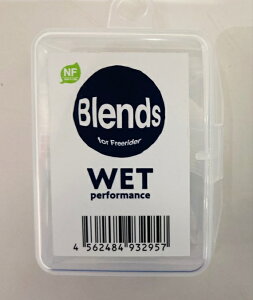 NF
Blends
for Freerider
WET
performance
4 562484 932957